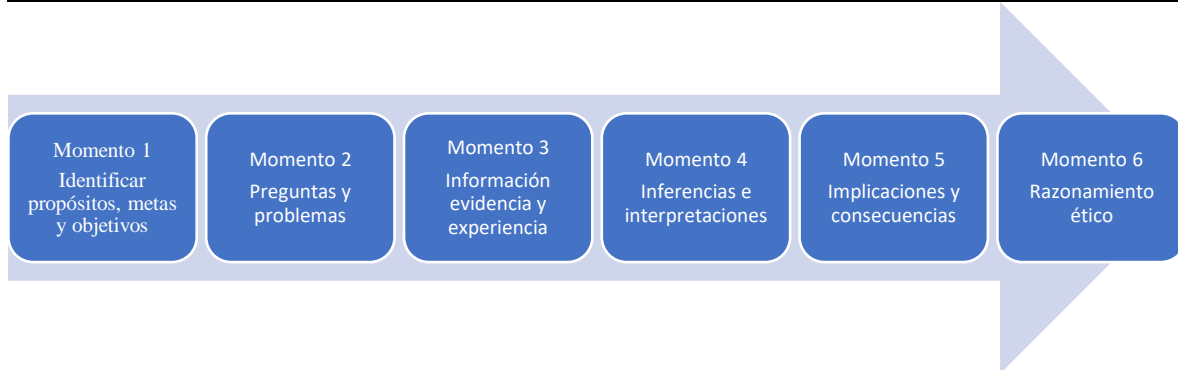 Momento 1
Identificar
propósitos, metas
y objetivos
Momento 2
Preguntas y
problemas
Momento 3
Información
evidencia y
experiencia
Momento 4
Inferencias e
interpretaciones
Momento 5
Implicaciones y
consecuencias
Momento 6
Razonamiento
ético